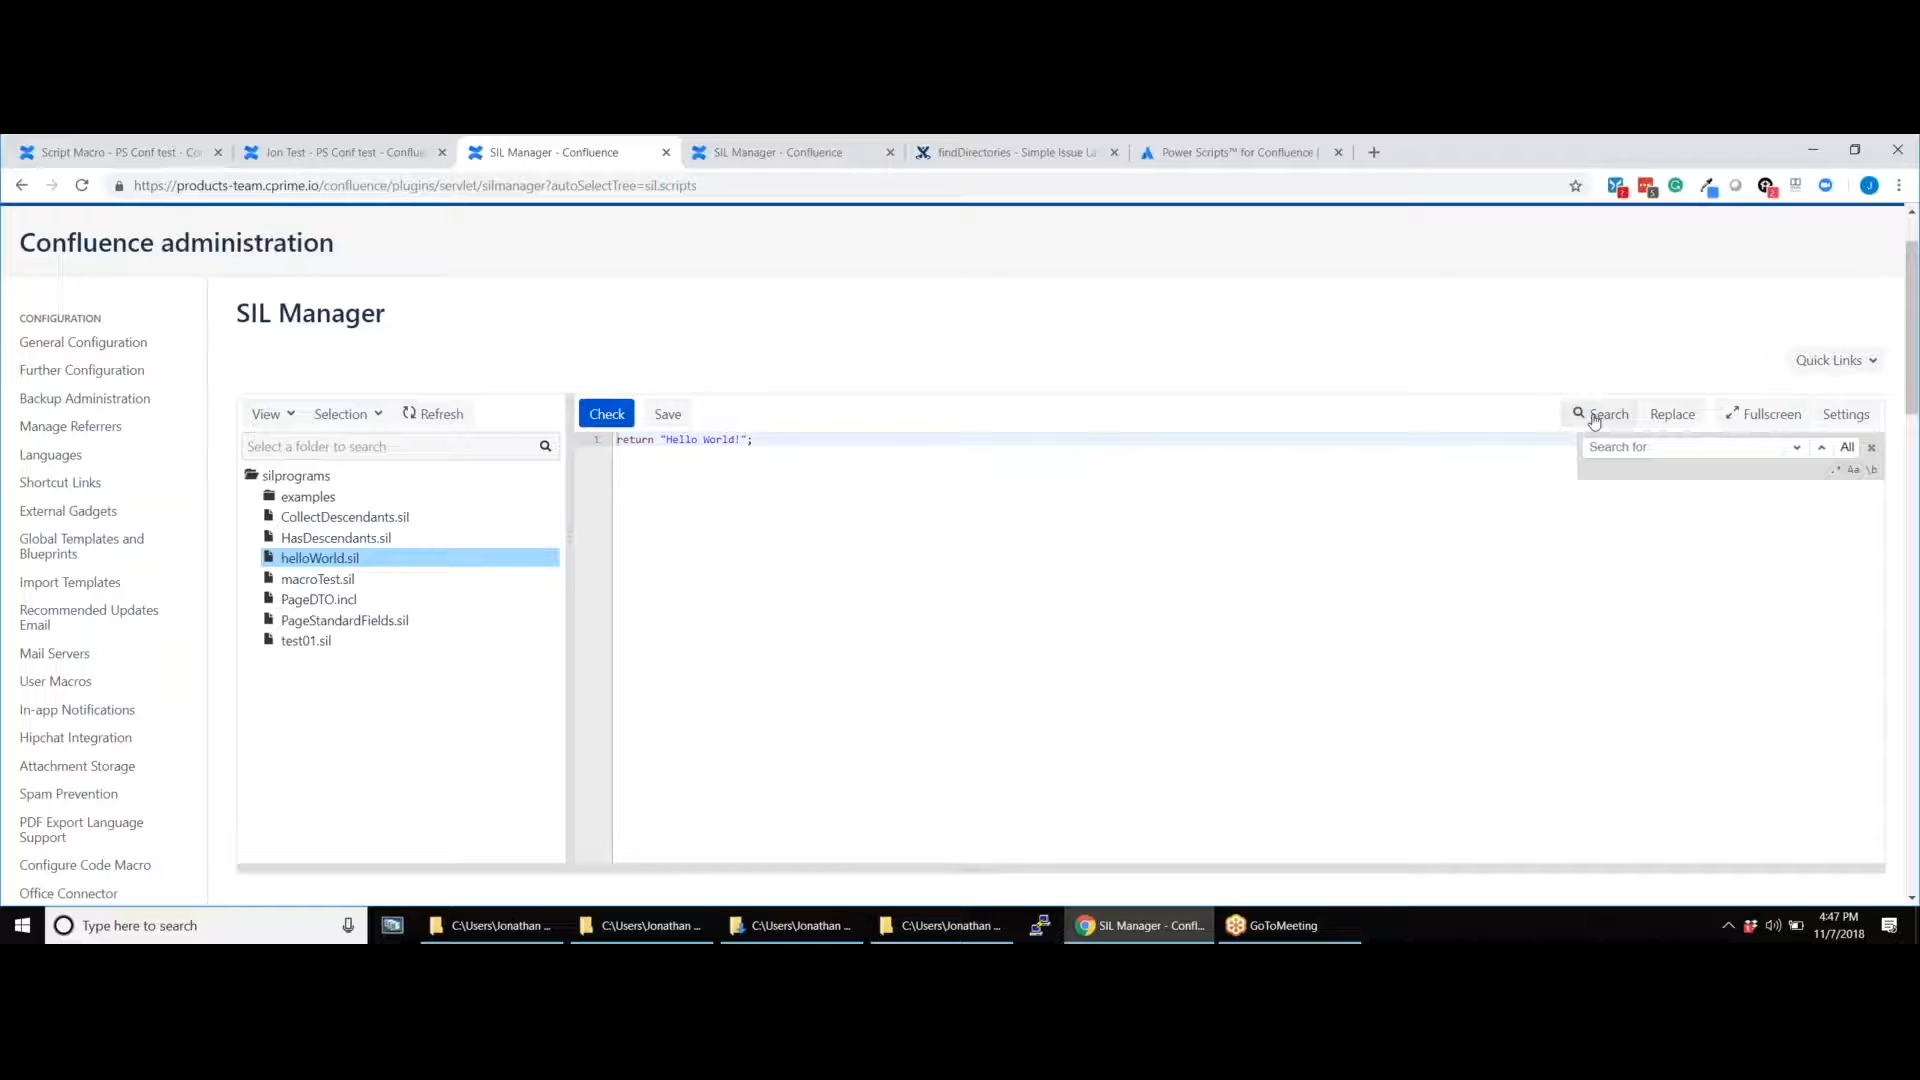 Script Macro - PS Conf test - Co
Ion Test - PS Conf test - Conflue
SIL Manager - Confluence
SIL Manager - Confluence
findDirectories - Simple Issue La
Power Scripts™ for Confluence |
https://products-team.cprime.io/confluence/plugins/servlet/silmanager?autoSelectTree=sil.scripts
J
Confluence administration
CONFIGURATION
General Configuration
Further Configuration
Backup Administration
Manage Referrers
Languages
Shortcut Links
External Gadgets
Global Templates and
Blueprints
Import Templates
Recommended Updates
Email
Mail Servers
User Macros
In-app Notifications
Hipchat Integration
Attachment Storage
Spam Prevention
PDF Export Language
Support
Configure Code Macro
Office Connector
SIL Manager
Quick Links
View
Selection
Refresh
Select a folder to search
silprograms
examples
CollectDescendants.sil
HasDescendants.sil
helloWorld.sil
macroTest.sil
PageDTO.incl
PageStandardFields.sil
test01.sil
Check
Save
Search
Replace
Fullscreen
Settings
1 return "Hello World!";
Search for
All
.* Aa \b
Type here to search
C:\Users\Jonathan ...
C:\Users\Jonathan ...
C:\Users\Jonathan ...
C:\Users\Jonathan ...
SIL Manager - Confl...
GoToMeeting
4:47 PM
11/7/2018